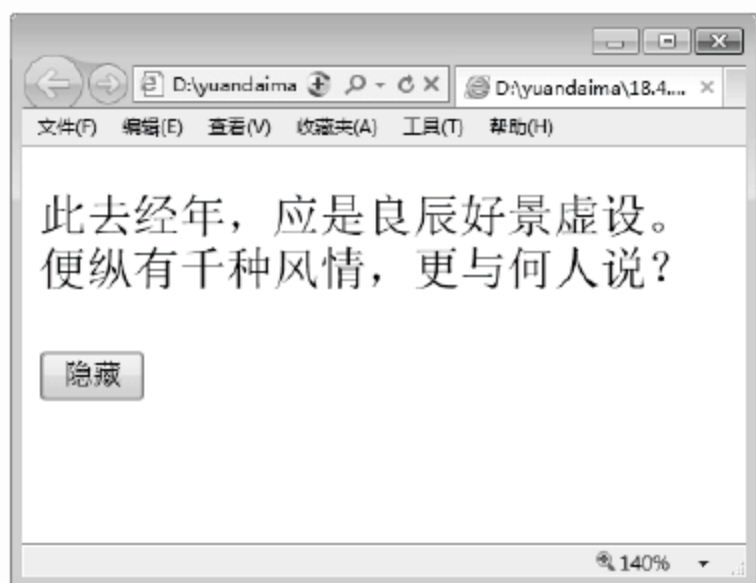 D:\yuandaima
D:\yuandaima\18.4....
文件(F) 编辑(E) 查看(V) 收藏夹(A) 工具(T) 帮助(H)
此去经年，应是良辰好景虚设。
便纵有千种风情，更与何人说？
隐藏
140%